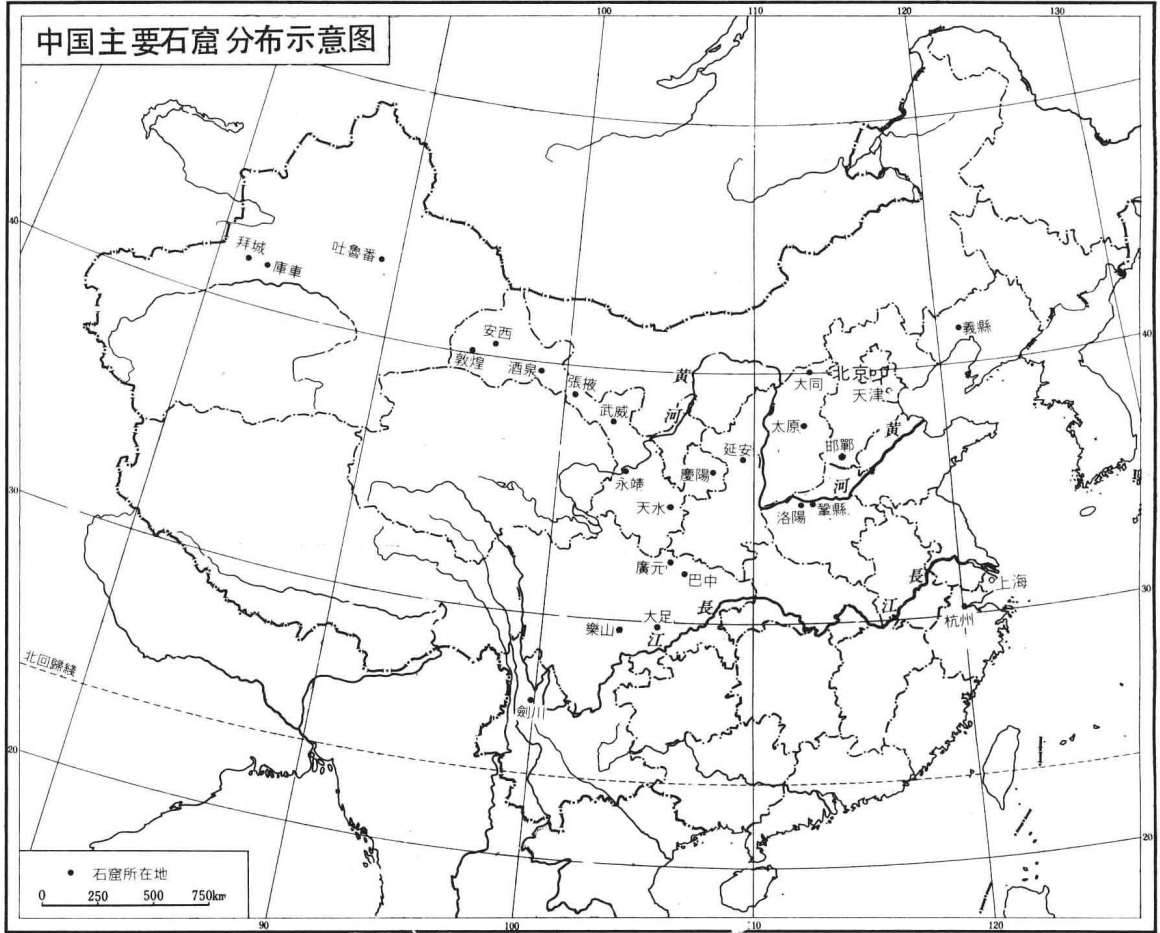 中国主要石窟分布示意图
100
110
120
130
40
拜城
庫車
吐魯番
安西
敦煌
酒泉
張掖
武威
黄
河
義縣
40
北京
大同
天津
太原
黄
河
延安
邯鄲
慶陽
永靖
天水
洛陽
鞏縣
30
廣元
巴中
長
江
上海
30
大足
長
江
樂山
杭州
劍川
北回歸綫
20
20
石窟所在地
0 250 500 750km
90
100
110
120